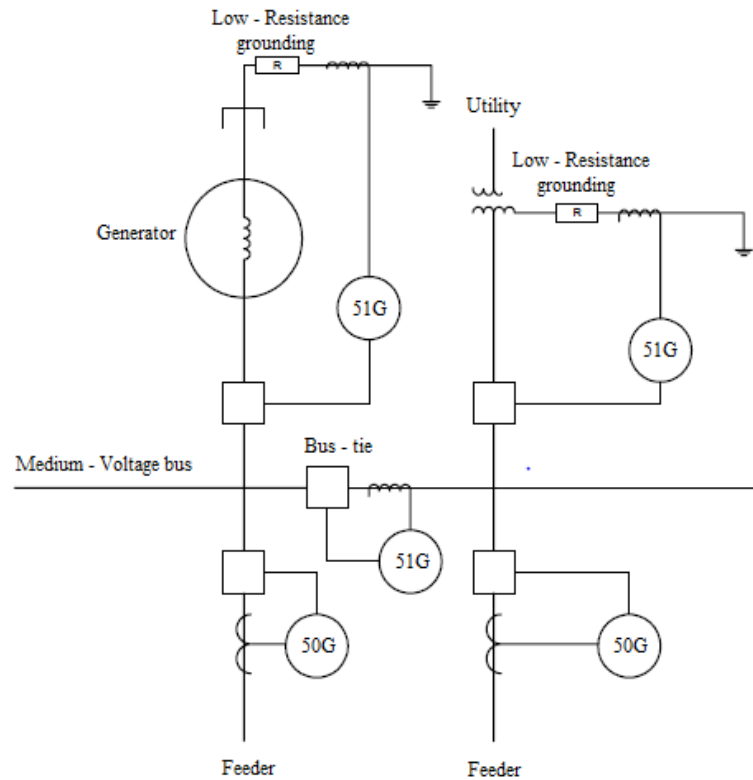 Low - Resistance
grounding
R
Utility
Low - Resistance
grounding
R
Generator
51G
51G
Bus - tie
Medium - Voltage bus
51G
50G
50G
Feeder
Feeder